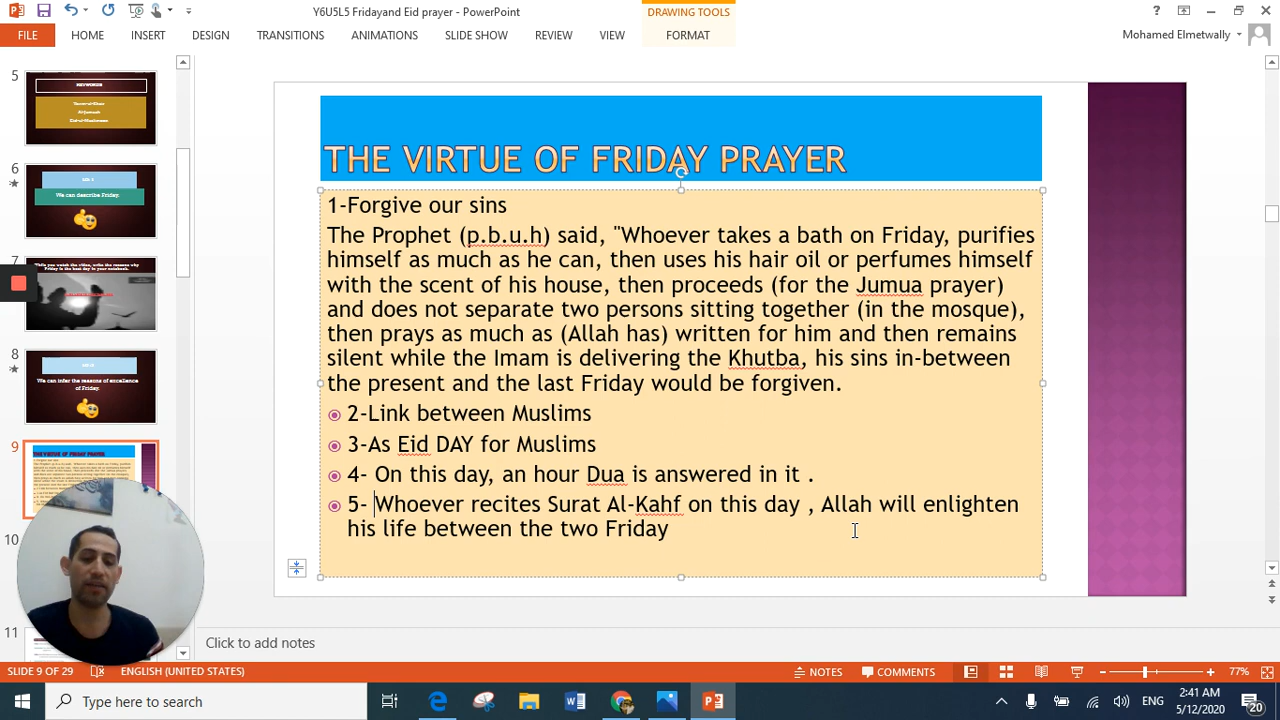 Y6U5L5 Fridayand Eid prayer - PowerPoint
DRAWING TOOLS
FILE HOME INSERT DESIGN TRANSITIONS ANIMATIONS SLIDE SHOW REVIEW VIEW FORMAT
Mohamed Elmetwally
5
KEYWORDS
6
We can describe Friday.
7
8
We can infer the reasons of excellence
of Friday.
9
10
11
THE VIRTUE OF FRIDAY PRAYER
1-Forgive our sins
The Prophet (p.b.u.h) said, "Whoever takes a bath on Friday, purifies
himself as much as he can, then uses his hair oil or perfumes himself
with the scent of his house, then proceeds (for the Jumua prayer)
and does not separate two persons sitting together (in the mosque),
then prays as much as (Allah has) written for him and then remains
silent while the Imam is delivering the Khutba, his sins in-between
the present and the last Friday would be forgiven.
2-Link between Muslims
3-As Eid DAY for Muslims
4- On this day, an hour Dua is answered in it .
5- Whoever recites Surat Al-Kahf on this day , Allah will enlighten
his life between the two Friday
Click to add notes
SLIDE 9 OF 29 ENGLISH (UNITED STATES) NOTES COMMENTS 77%
Type here to search
ENG
2:41 AM
5/12/2020
20